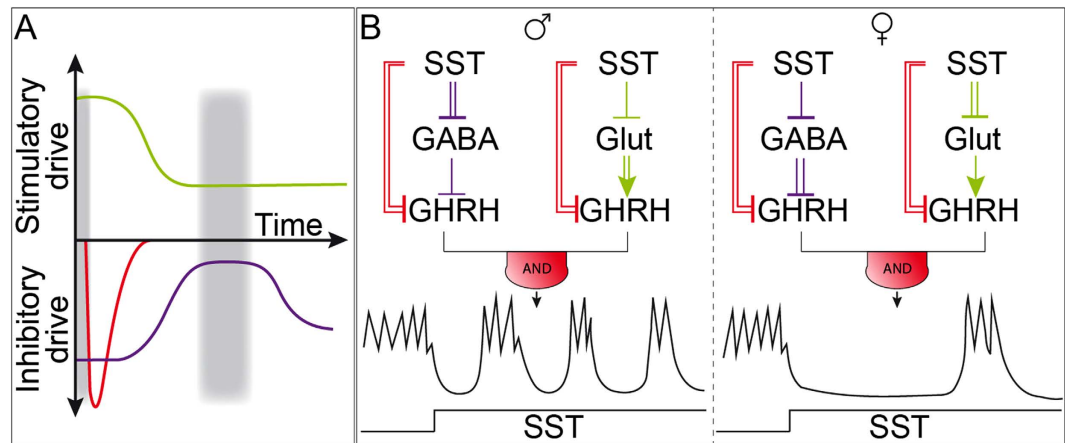 A
Stimulatory
drive
Inhibitory
drive
Time
B
♂
♀
SST
SST
SST
SST
GABA
Glut
GABA
Glut
GHRH
GHRH
GHRH
GHRH
AND
AND
SST
SST